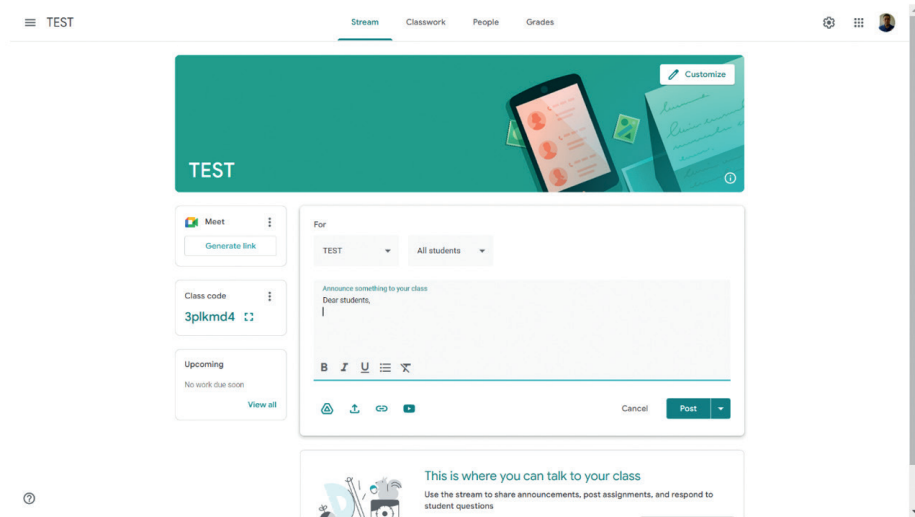 TEST
Stream Classwork People Grades
Customize
TEST
Meet
Generate link
Class code
3plkmd4
Upcoming
No work due soon
View all
For
TEST All students
Announce something to your class
Dear students,
B I U
Cancel Post
This is where you can talk to your class
Use the stream to share announcements, post assignments, and respond to
student questions